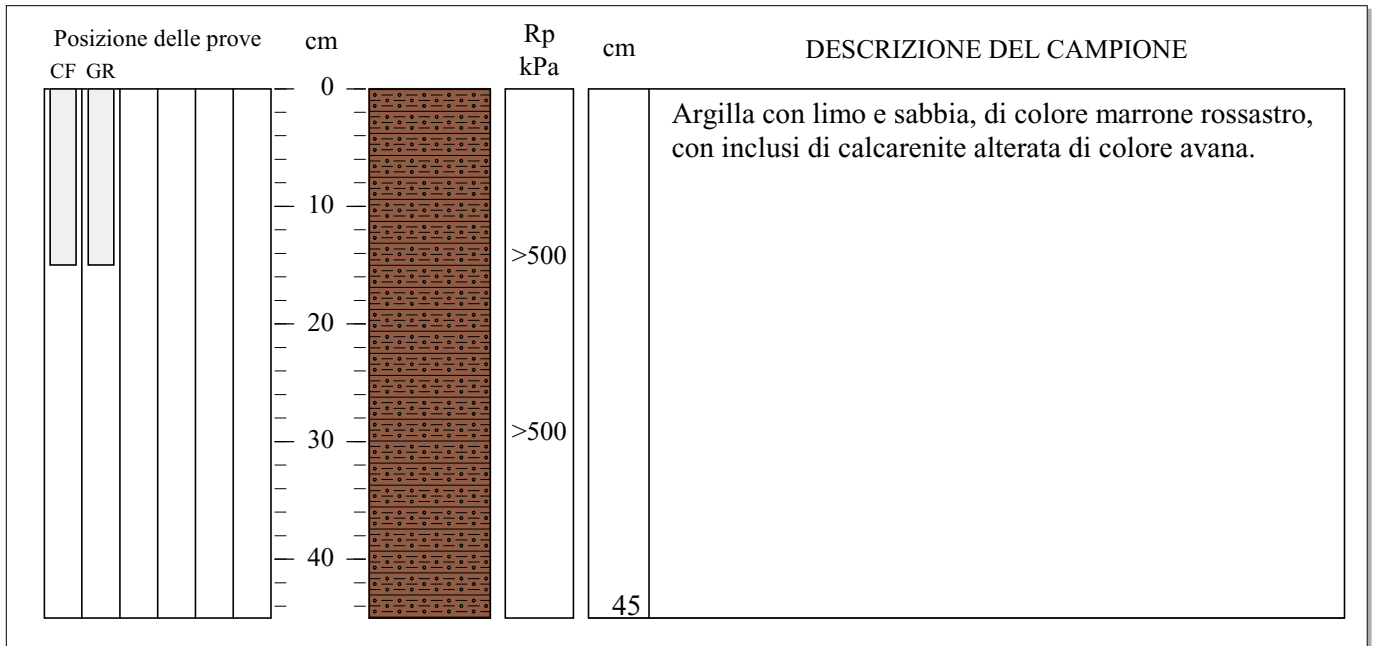 Posizione delle prove
cm
Rp
kPa
cm
DESCRIZIONE DEL CAMPIONE
CF GR
0
10
20
30
40
>500
>500
45
Argilla con limo e sabbia, di colore marrone rossastro,
con inclusi di calcarenite alterata di colore avana.